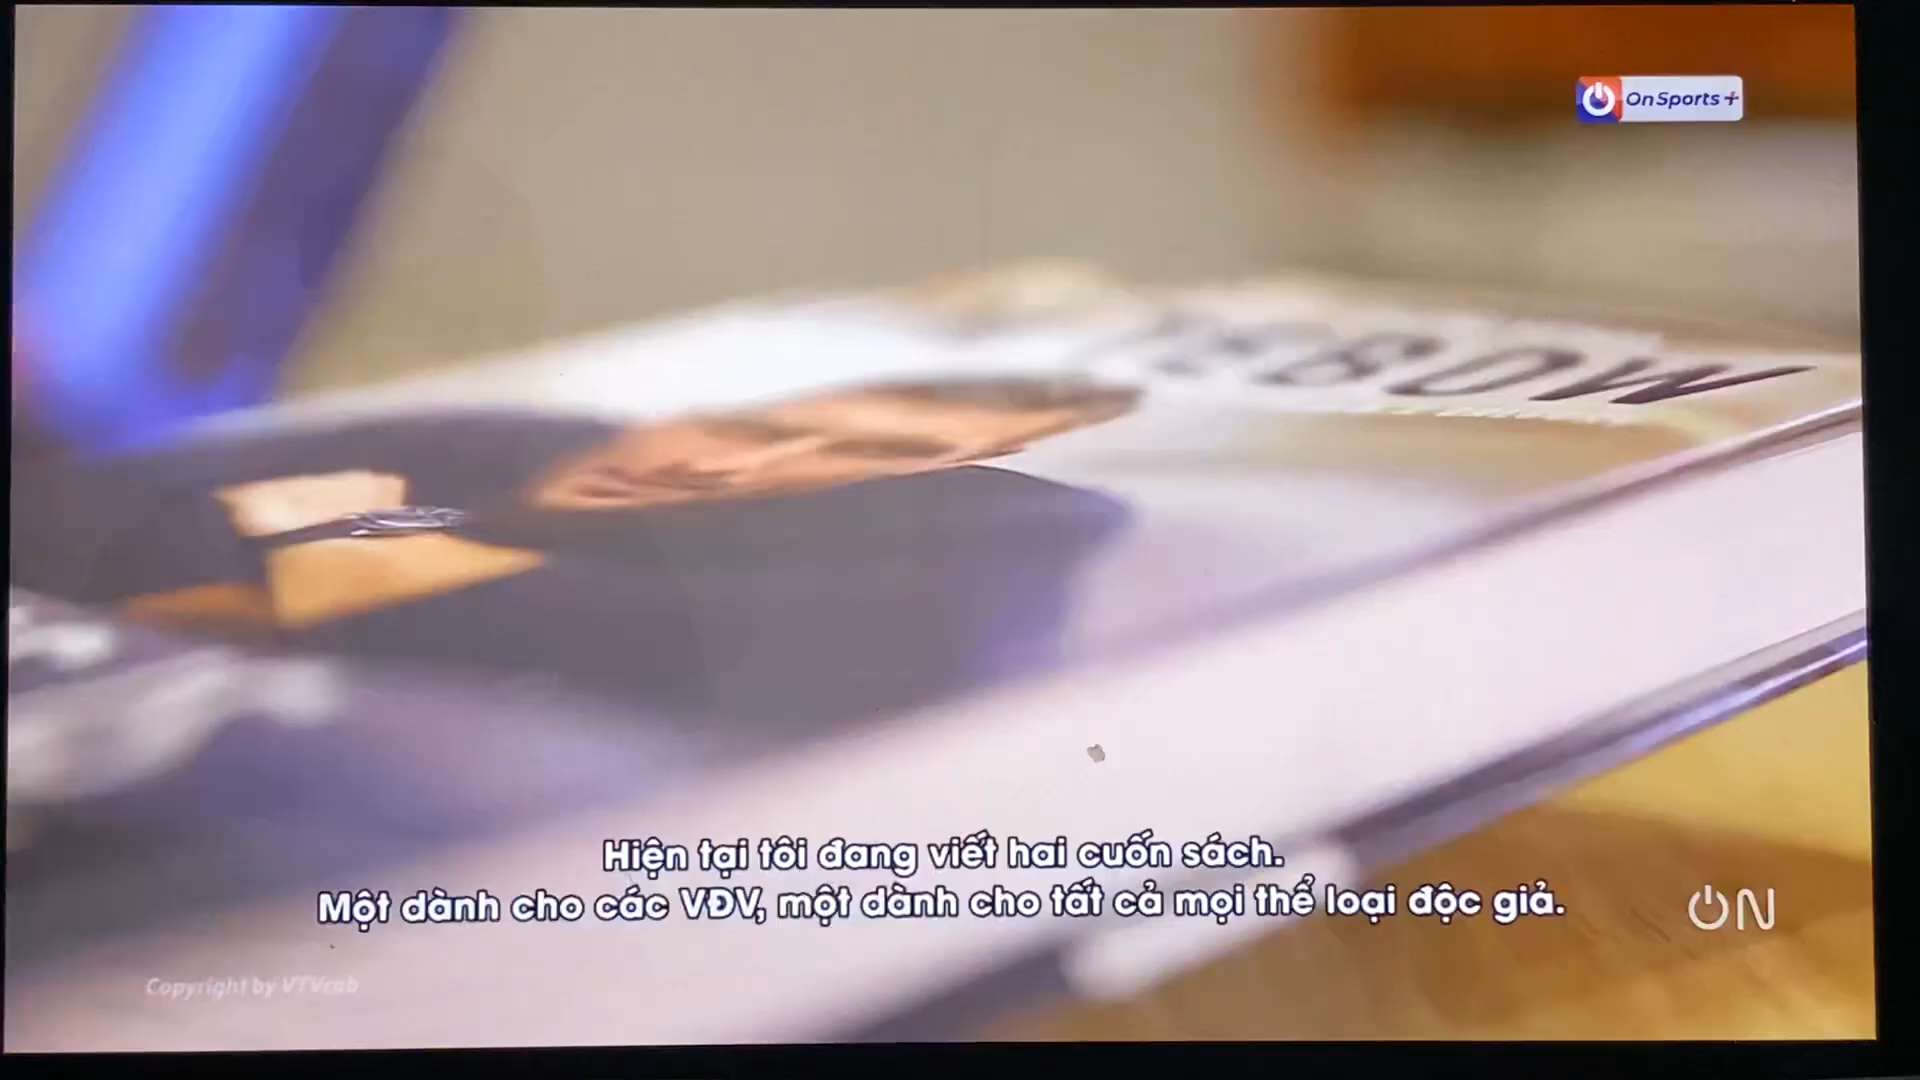 OnSports+
Hiện tại tôi đang viết hai cuốn sách.
Một dành cho các VĐV, một dành cho tất cả mọi thể loại độc giả.
ON
Copyright by VTVcab